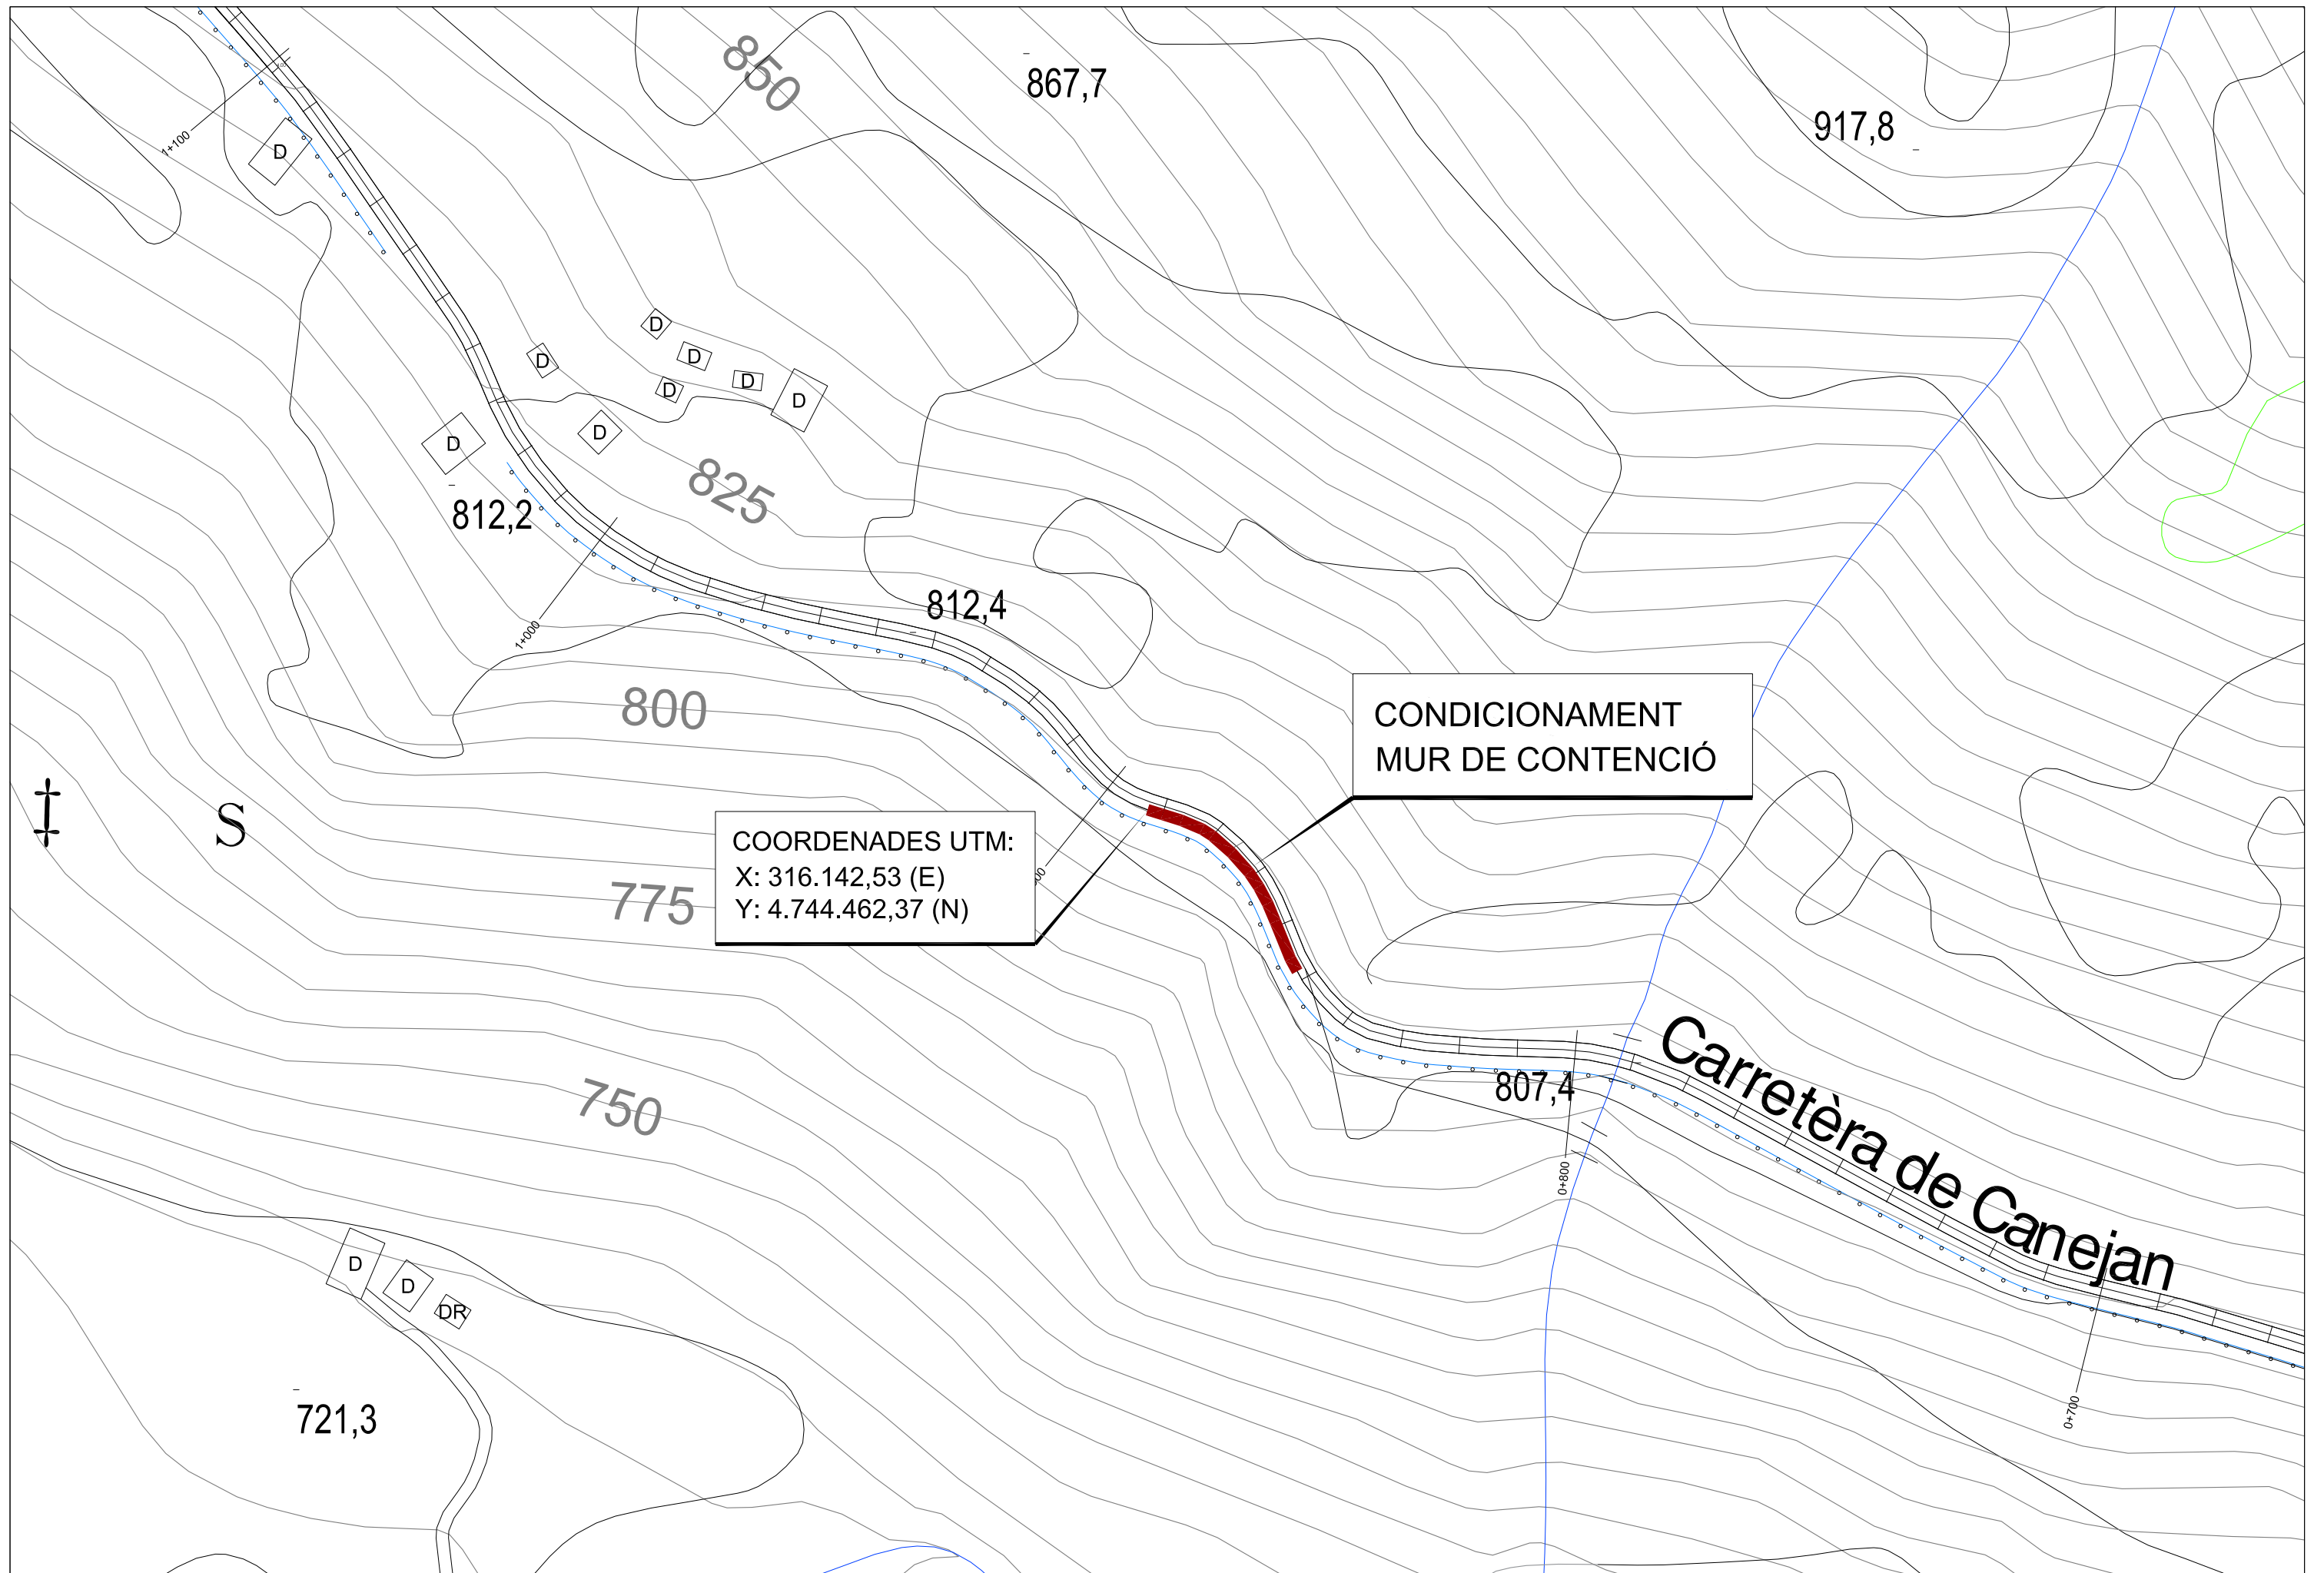 850
867,7
917,8
1+100
D
D
D
D
D
D
D
D
D
D
825
812,2
812,4
1+000
800
CONDICIONAMENT
MUR DE CONTENCIÓ
‡
S
COORDENADES UTM:
X: 316.142,53 (E)
Y: 4.744.462,37 (N)
775
750
807,4
0+800
Carretèra de Canejan
D
D
DR
0+700
721,3